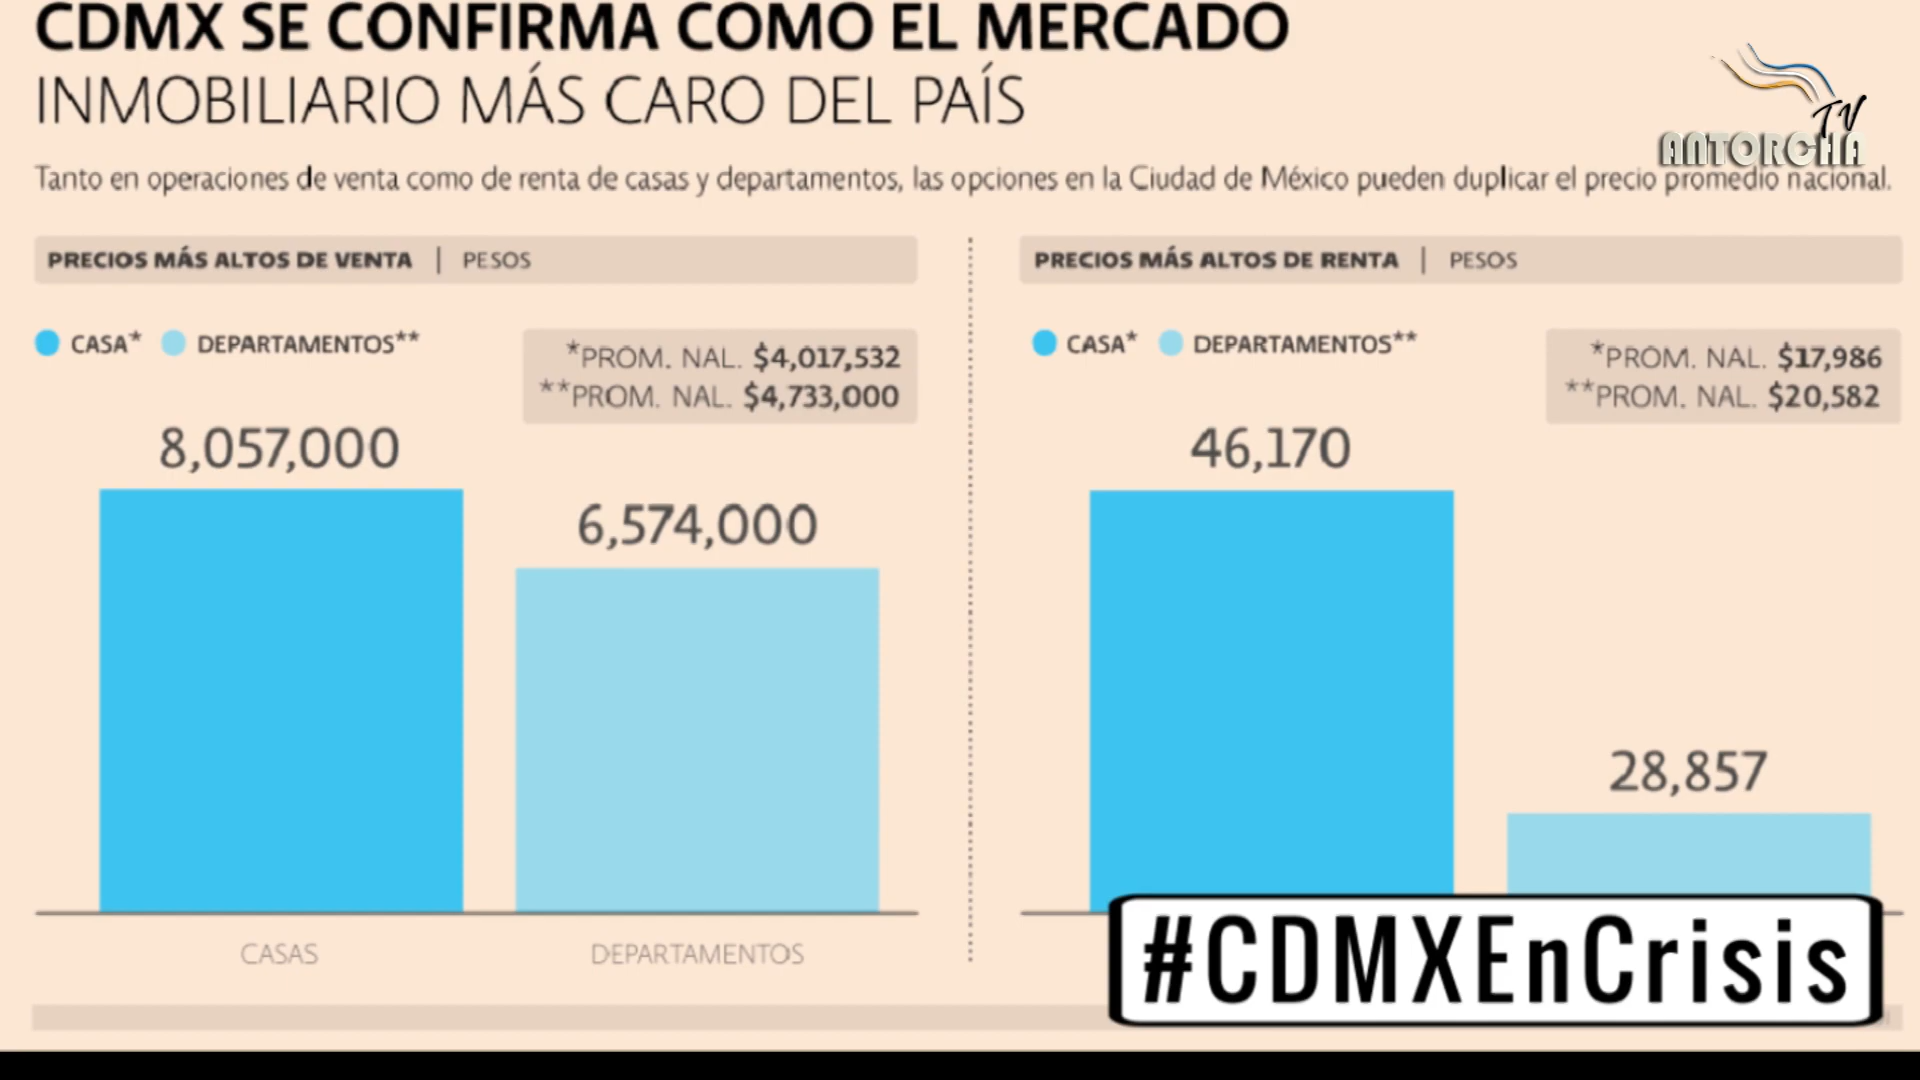 CDMX SE CONFIRMA COMO EL MERCADO
INMOBILIARIO MÁS CARO DEL PAÍS
TV
ANTORCHA
Tanto en operaciones de venta como de renta de casas y departamentos, las opciones en la Ciudad de México pueden duplicar el precio promedio nacional.
PRECIOS MÁS ALTOS DE VENTA | PESOS
CASA* DEPARTAMENTOS**
*PROM. NAL. $4,017,532
**PROM. NAL. $4,733,000
8,057,000
6,574,000
CASAS DEPARTAMENTOS
PRECIOS MÁS ALTOS DE RENTA | PESOS
CASA* DEPARTAMENTOS**
*PROM. NAL. $17,986
**PROM. NAL. $20,582
46,170
28,857
#CDMXEnCrisis